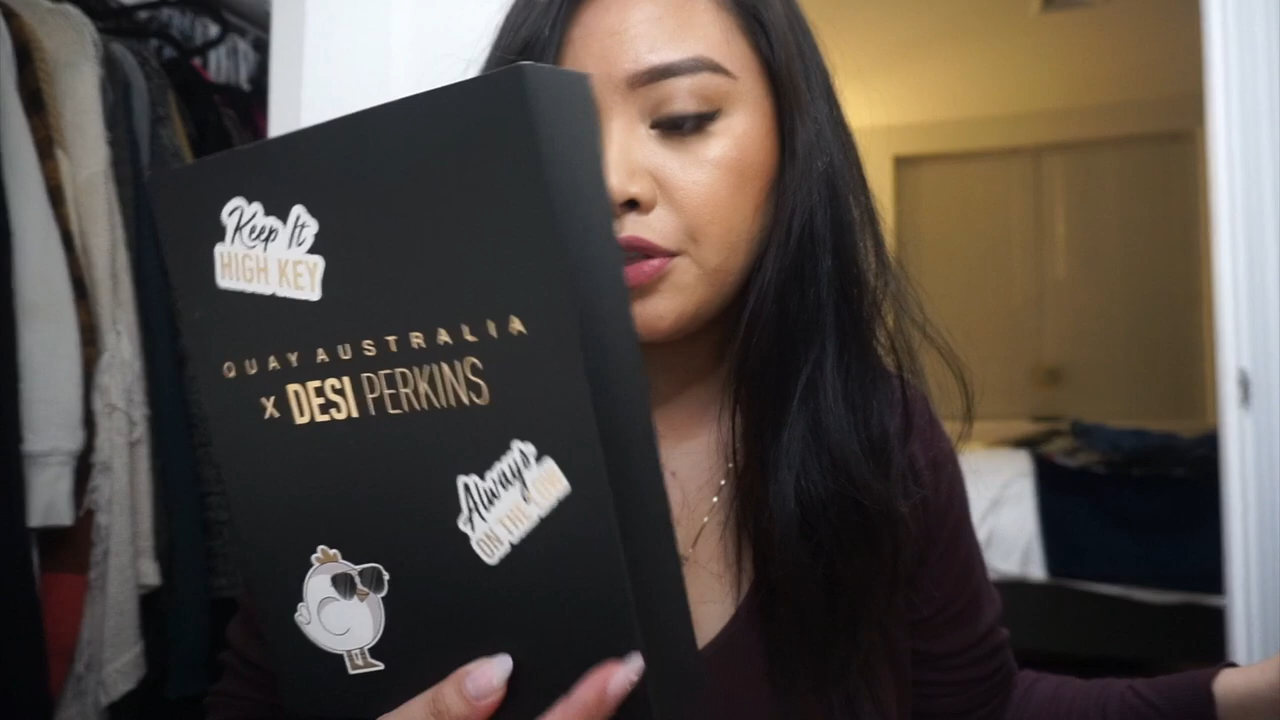 Keep It
HIGH KEY
QUAY AUSTRALIA
X DESI PERKINS
Always
ON THE LOW